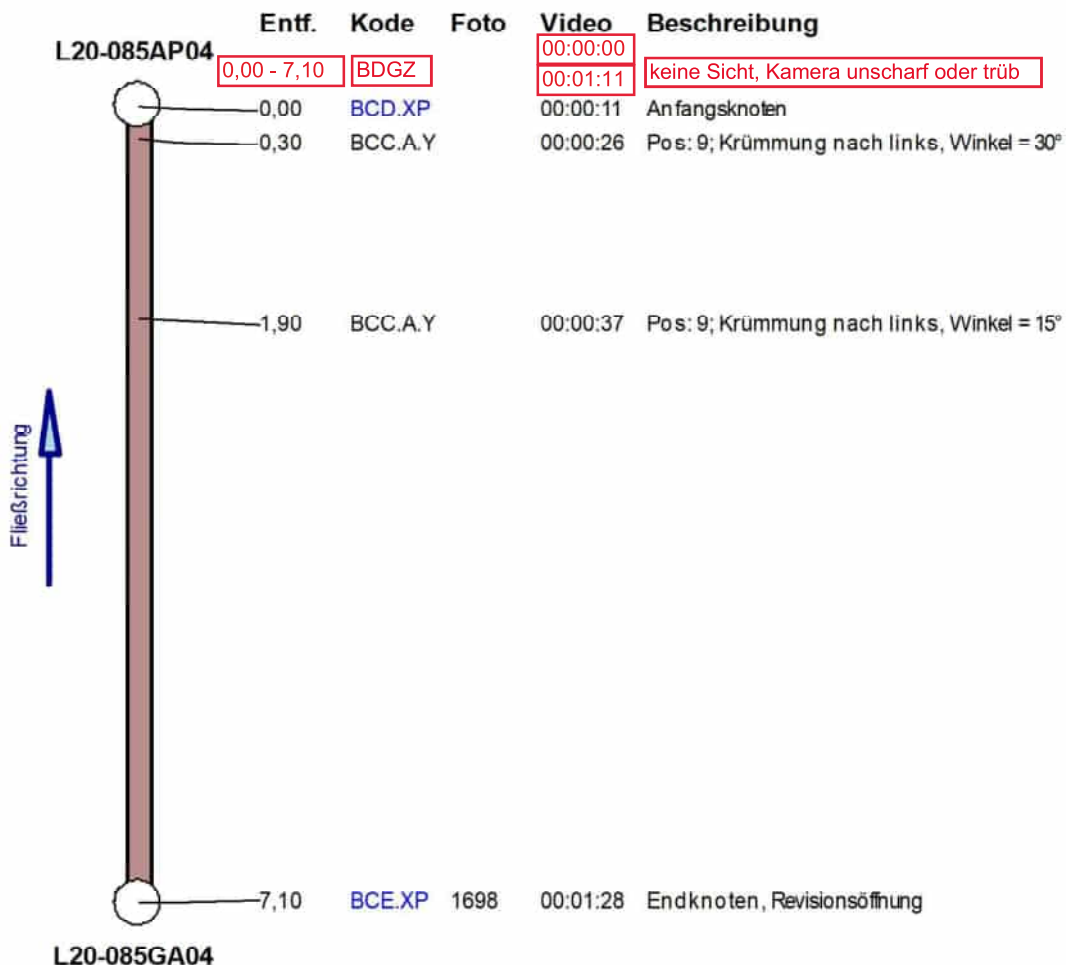 Entf. Kode Foto Video Beschreibung
L20-085AP04
00:00:00
0,00 - 7,10 BDGZ 00:01:11 keine Sicht, Kamera unscharf oder trüb
0,00 BCD.XP 00:00:11 Anfangsknoten
0,30 BCC.A.Y 00:00:26 Pos: 9; Krümmung nach links, Winkel = 30°
1,90 BCC.A.Y 00:00:37 Pos: 9; Krümmung nach links, Winkel = 15°
Fließrichtung
7,10 BCE.XP 1698 00:01:28 Endknoten, Revisionsöffnung
L20-085GA04